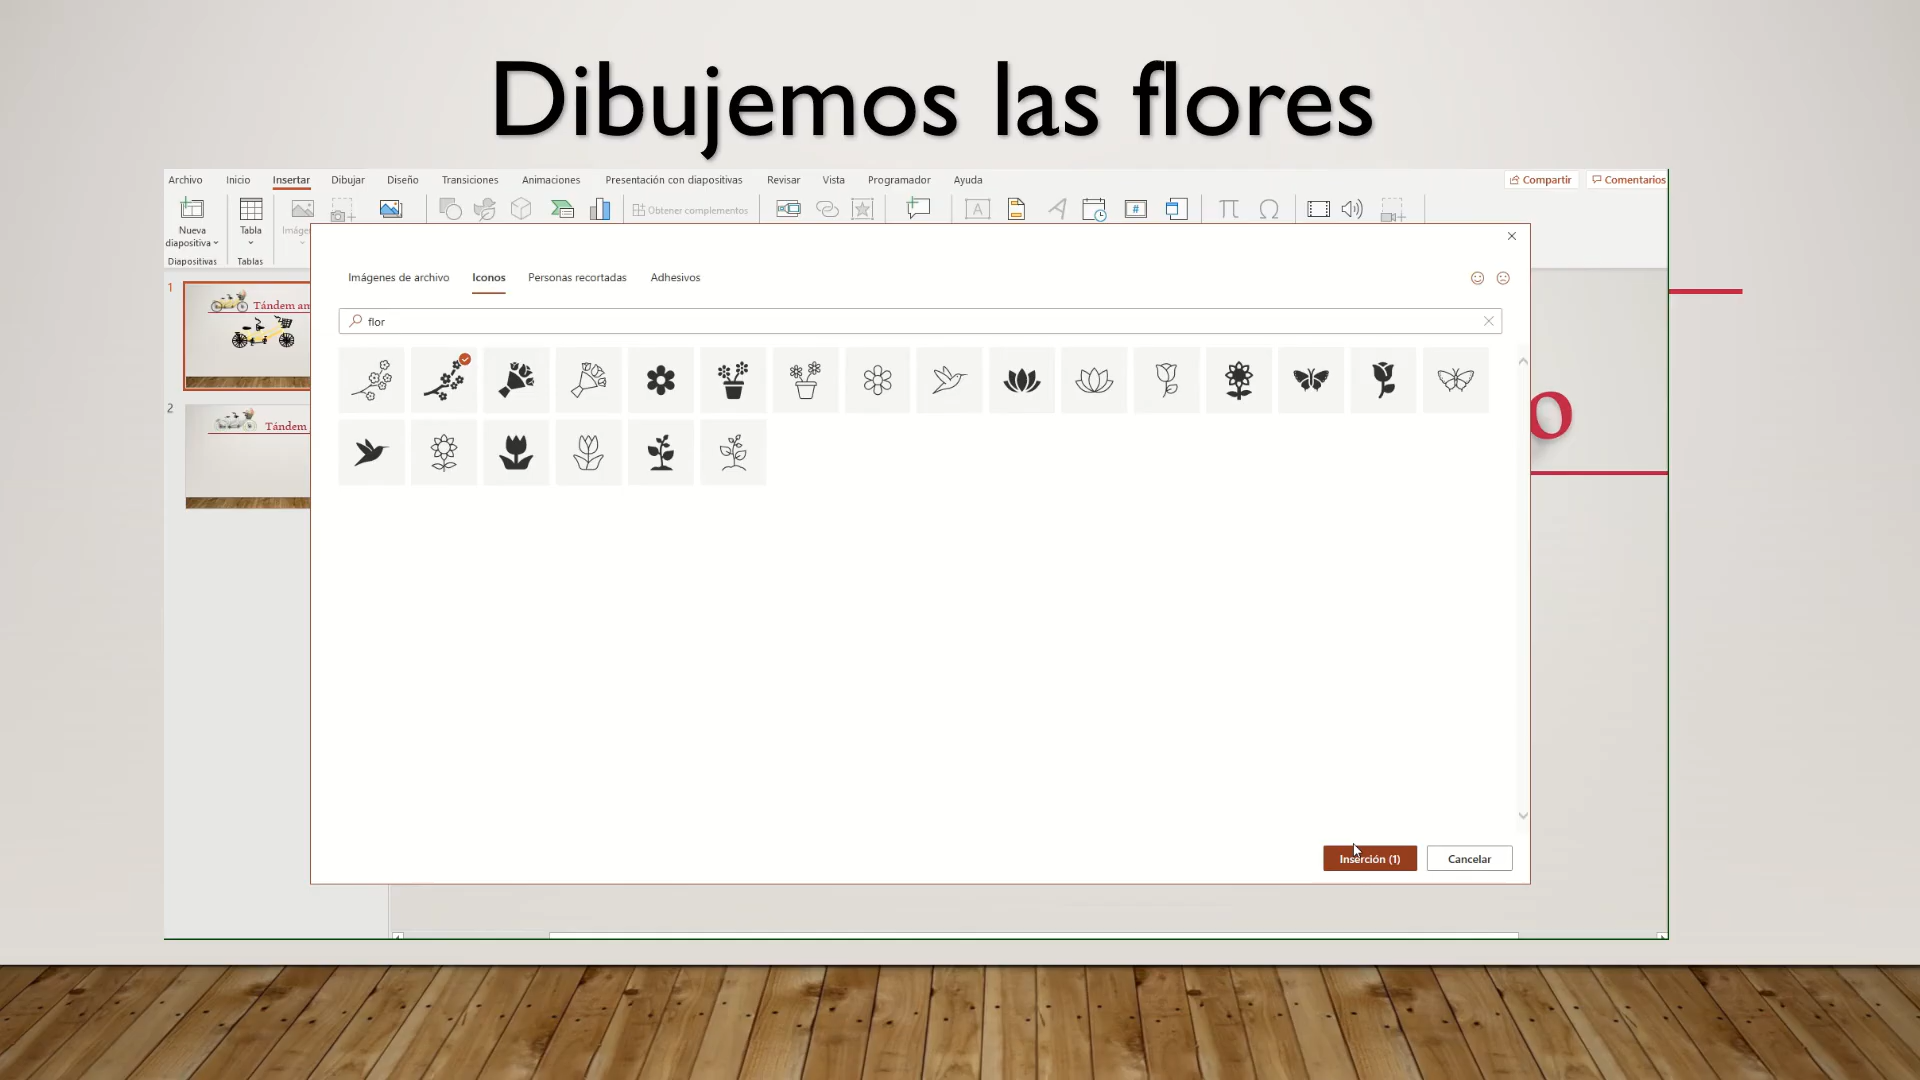 Dibujemos las flores
Archivo Inicio Insertar Dibujar Diseño Transiciones Animaciones Presentación con diapositivas Revisar Vista Programador Ayuda Compartir Comentarios
Nueva diapositiva
Tabla
Obtener complementos
Diapositivas
Tablas
1
Tándem
2
Tándem
Imágenes de archivo Iconos Personas recortadas Adhesivos
flor
o
Inserción (1) Cancelar